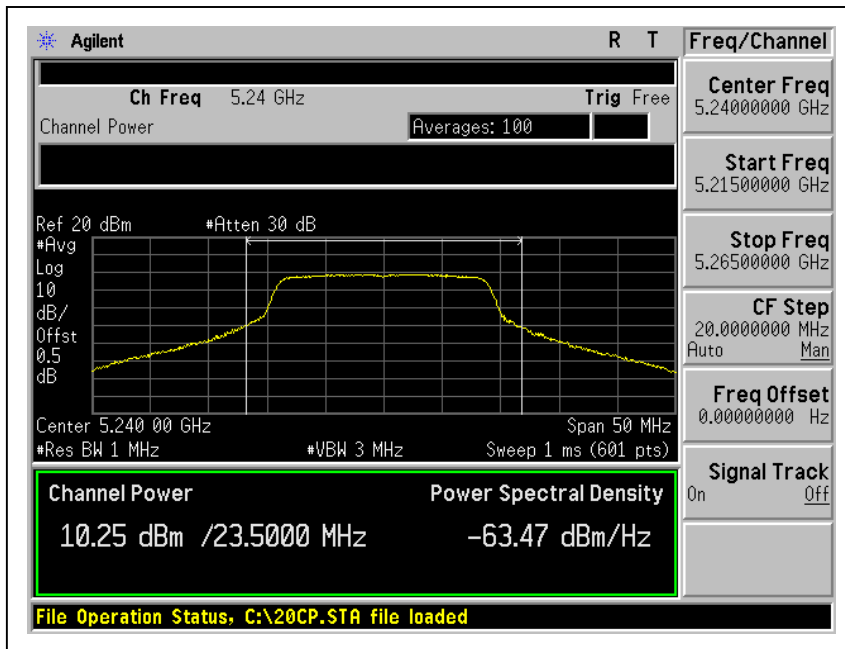 Agilent R T
Ch Freq 5.24 GHz Trig Free
Channel Power Averages: 100
Ref 20 dBm #Atten 30 dB
#Avg
Log
10
dB/
Offst
0.5
dB
Center 5.240 00 GHz Span 50 MHz
#Res BW 1 MHz #VBW 3 MHz Sweep 1 ms (601 pts)
Channel Power Power Spectral Density
10.25 dBm /23.5000 MHz -63.47 dBm/Hz
File Operation Status, C:\20CP.STA file loaded
Freq/Channel
Center Freq
5.24000000 GHz
Start Freq
5.21500000 GHz
Stop Freq
5.26500000 GHz
CF Step
20.0000000 MHz
Auto Man
Freq Offset
0.00000000 Hz
Signal Track
On Off